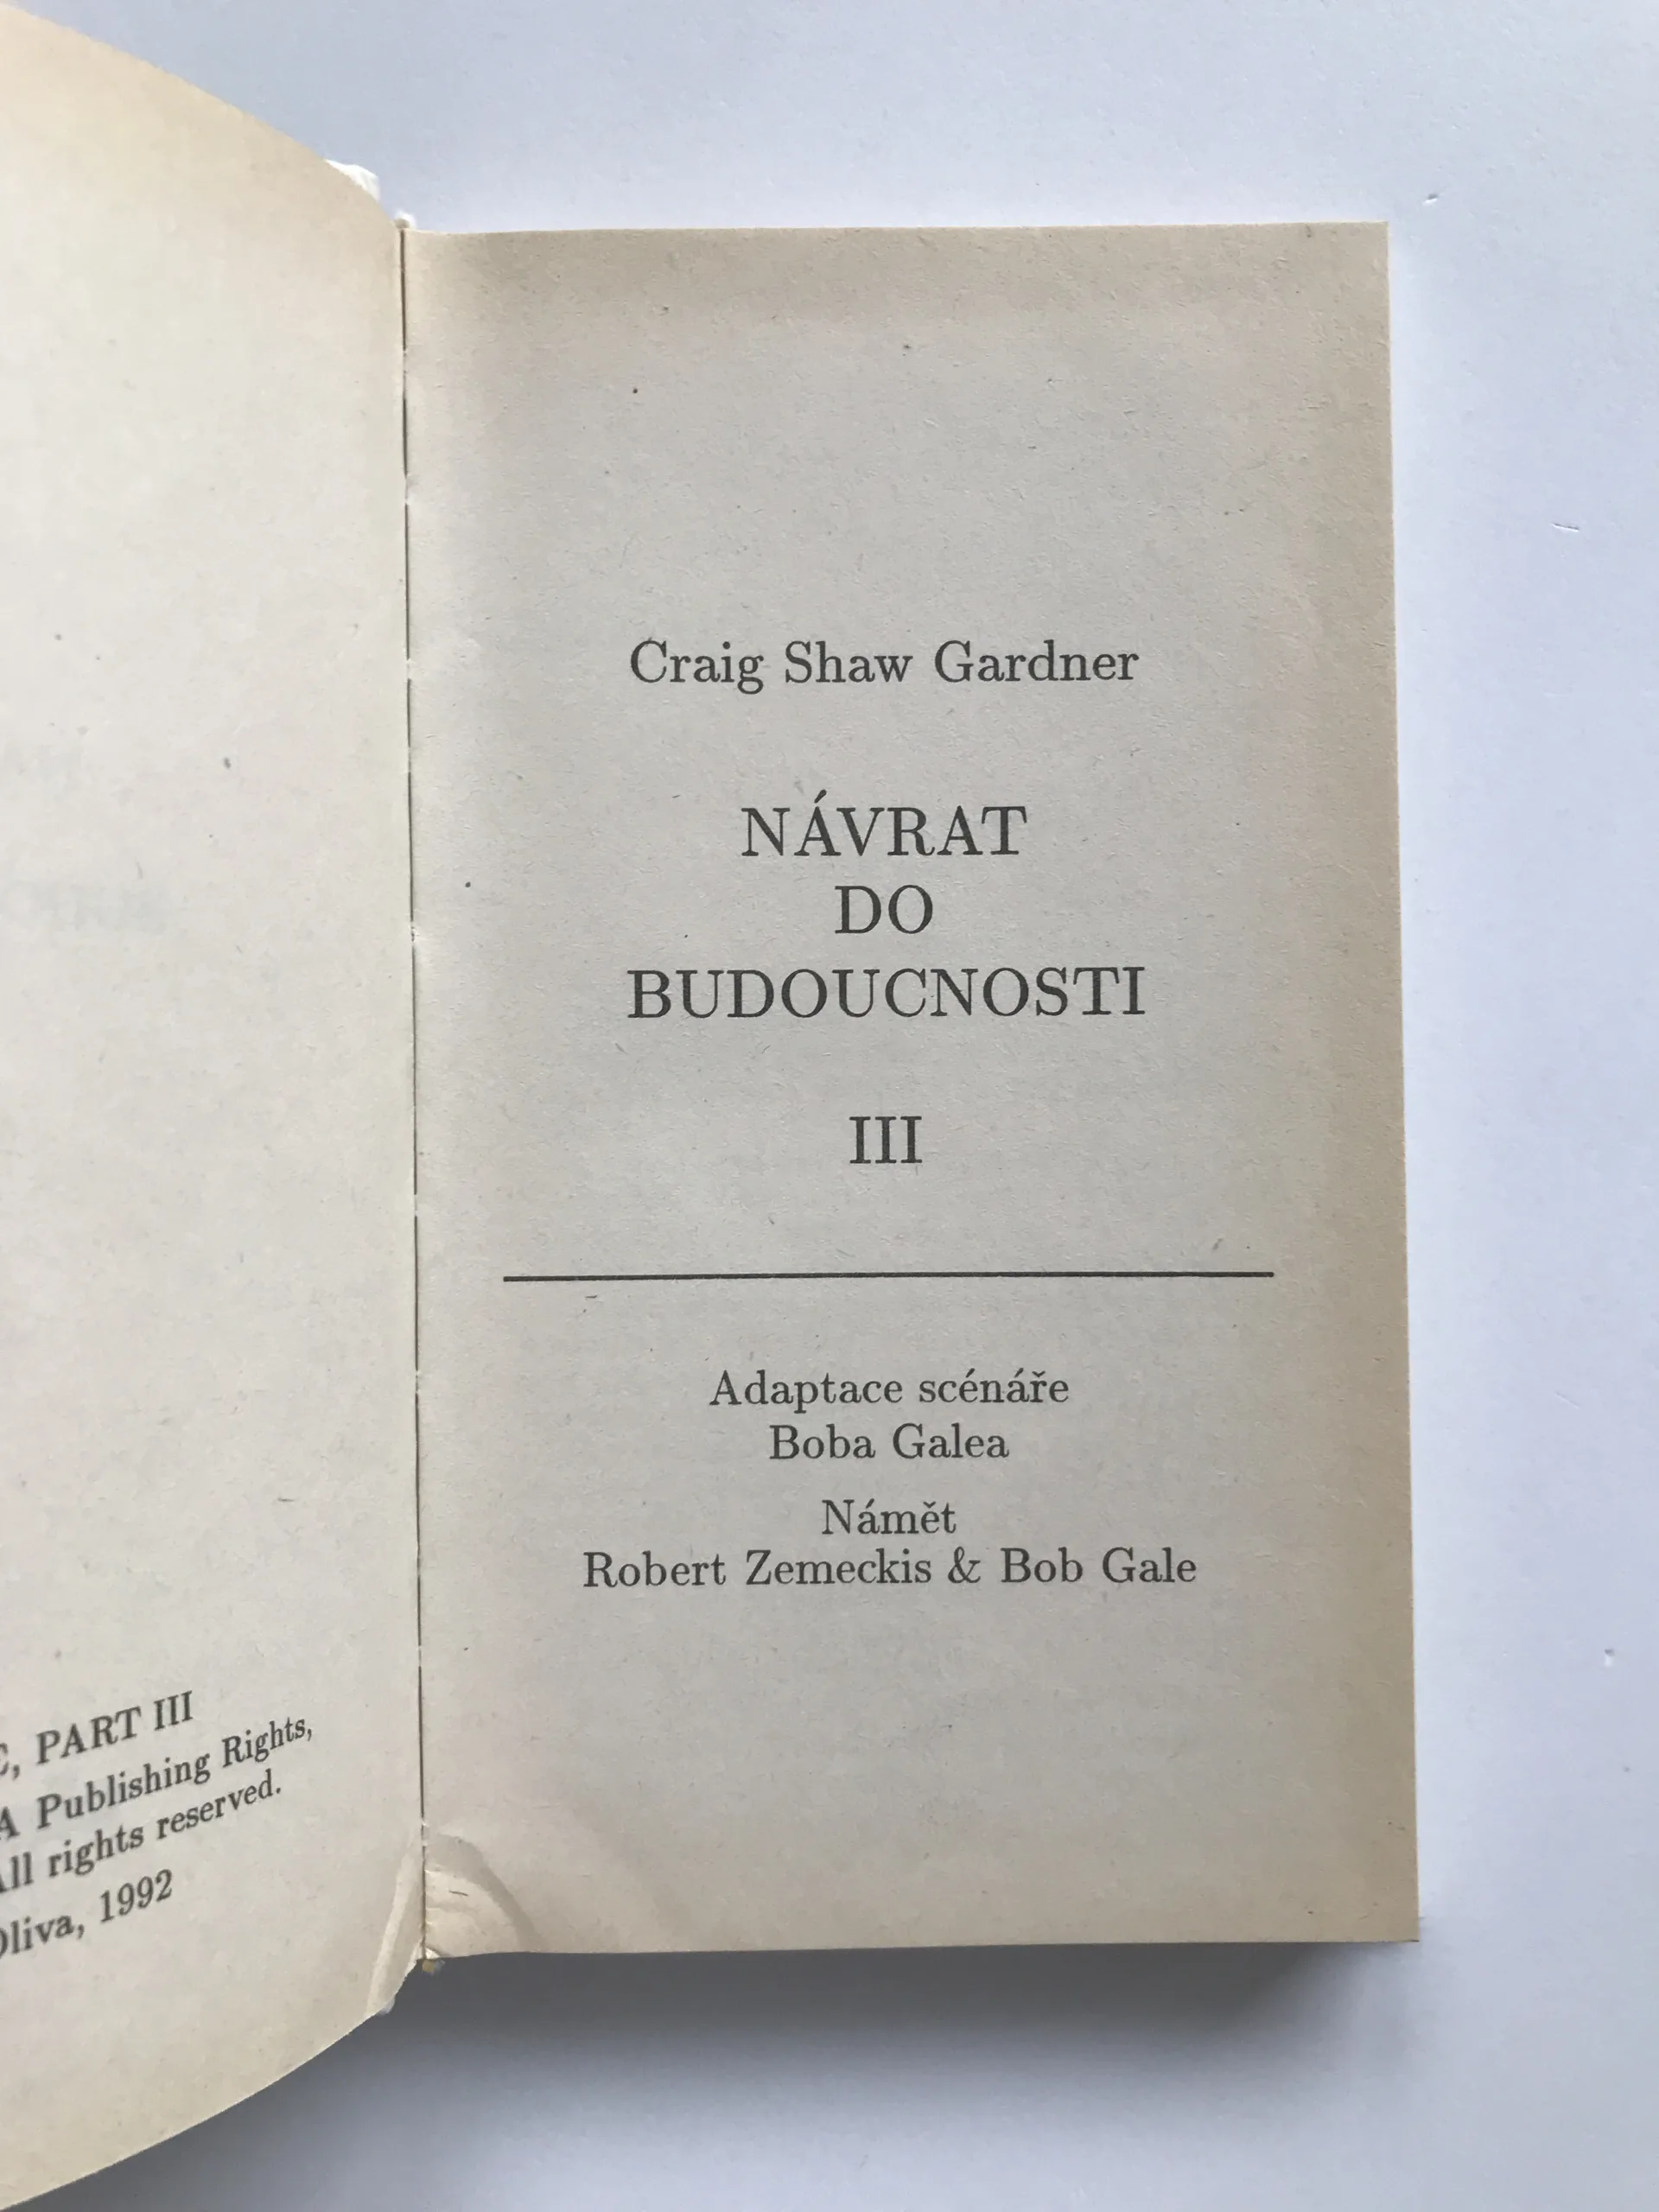 , PART III
A Publishing Rights,
All rights reserved.
Oliva, 1992
Craig Shaw Gardner
NÁVRAT
DO
BUDOUCNOSTI
III
Adaptace scénáře
Boba Galea
Námět
Robert Zemeckis & Bob Gale